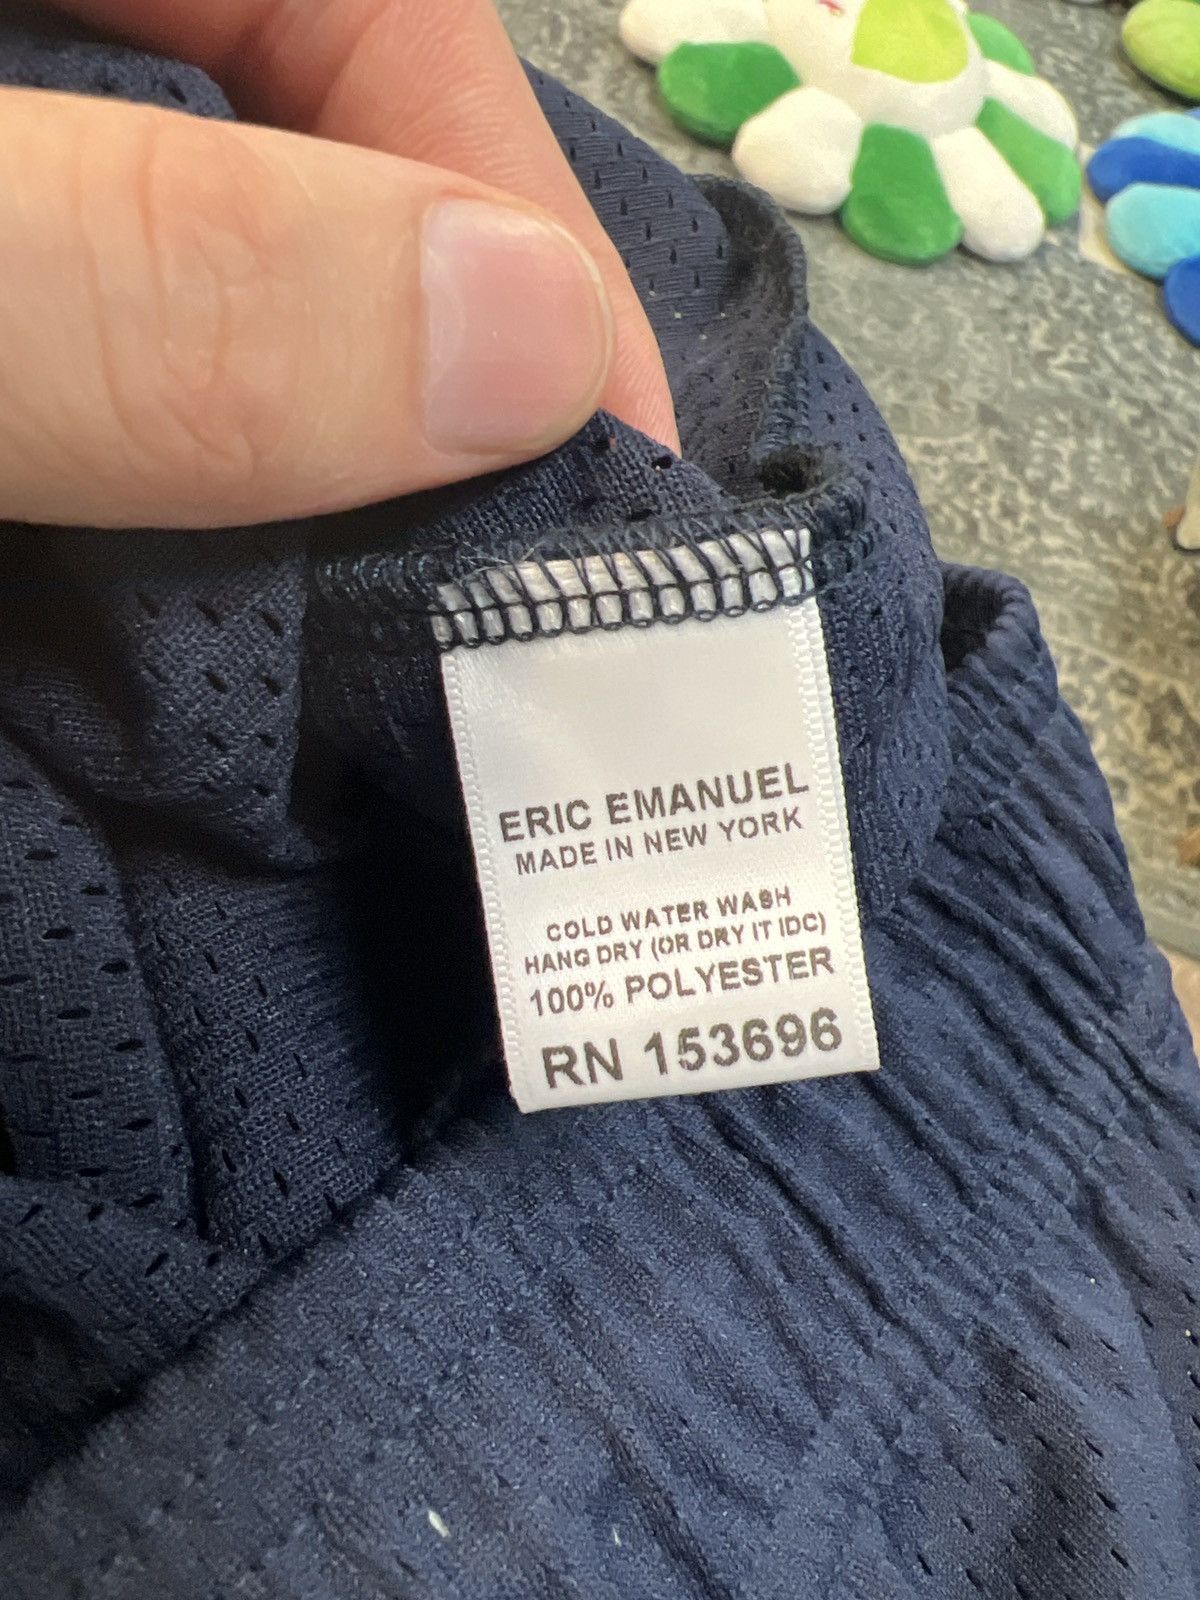 ERIC EMANUEL
MADE IN NEW YORK
COLD WATER WASH
HANG DRY (OR DRY IT IDC)
100% POLYESTER
RN 153696